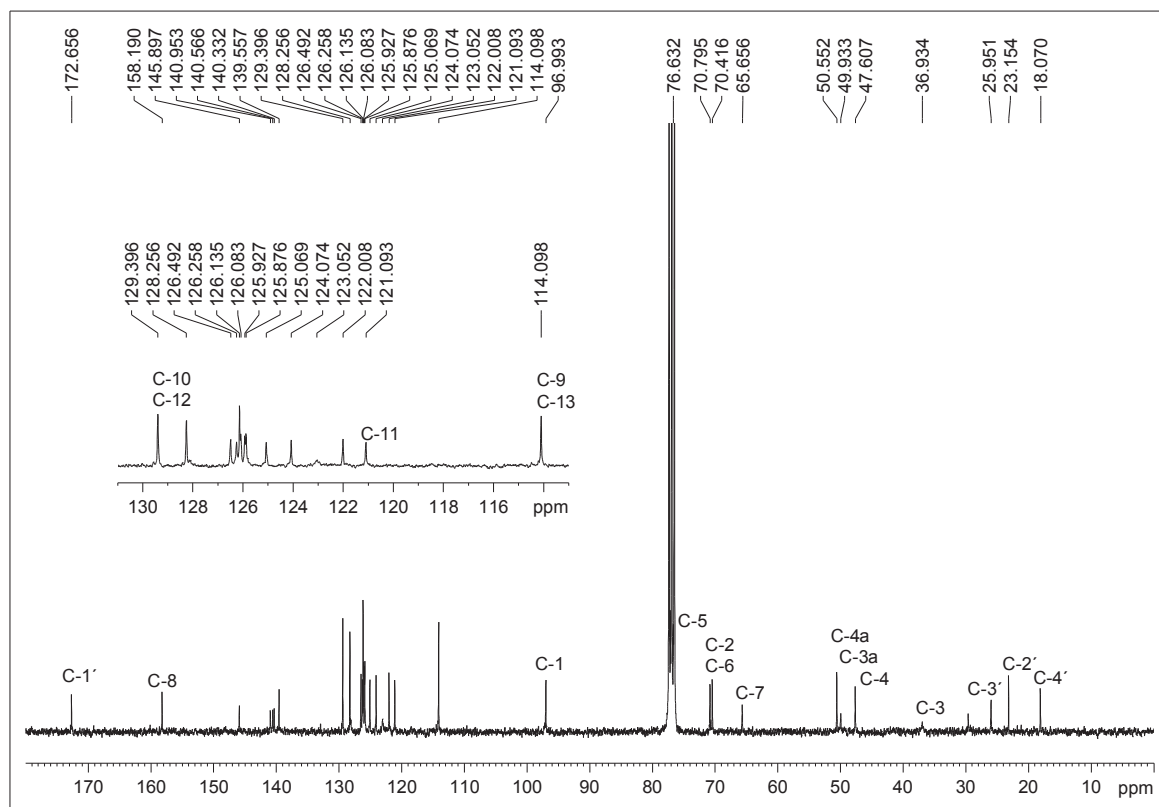 172.656
158.190
145.897
140.953
140.566
140.332
139.557
129.396
128.256
126.492
126.258
126.135
126.083
125.927
125.876
125.069
124.074
123.052
122.008
121.093
114.098
96.993
76.632
70.795
70.416
65.656
50.552
49.933
47.607
36.934
25.951
23.154
18.070
129.396
128.256
126.492
126.258
126.135
126.083
125.927
125.876
125.069
124.074
123.052
122.008
121.093
114.098
C-10
C-12
C-11
C-9
C-13
130 128 126 124 122 120 118 116 ppm
C-1´
C-8
C-1
C-5
C-2
C-6
C-7
C-4a
C-3a
C-4
C-3
C-3´
C-2´
C-4´
170 160 150 140 130 120 110 100 90 80 70 60 50 40 30 20 10 ppm